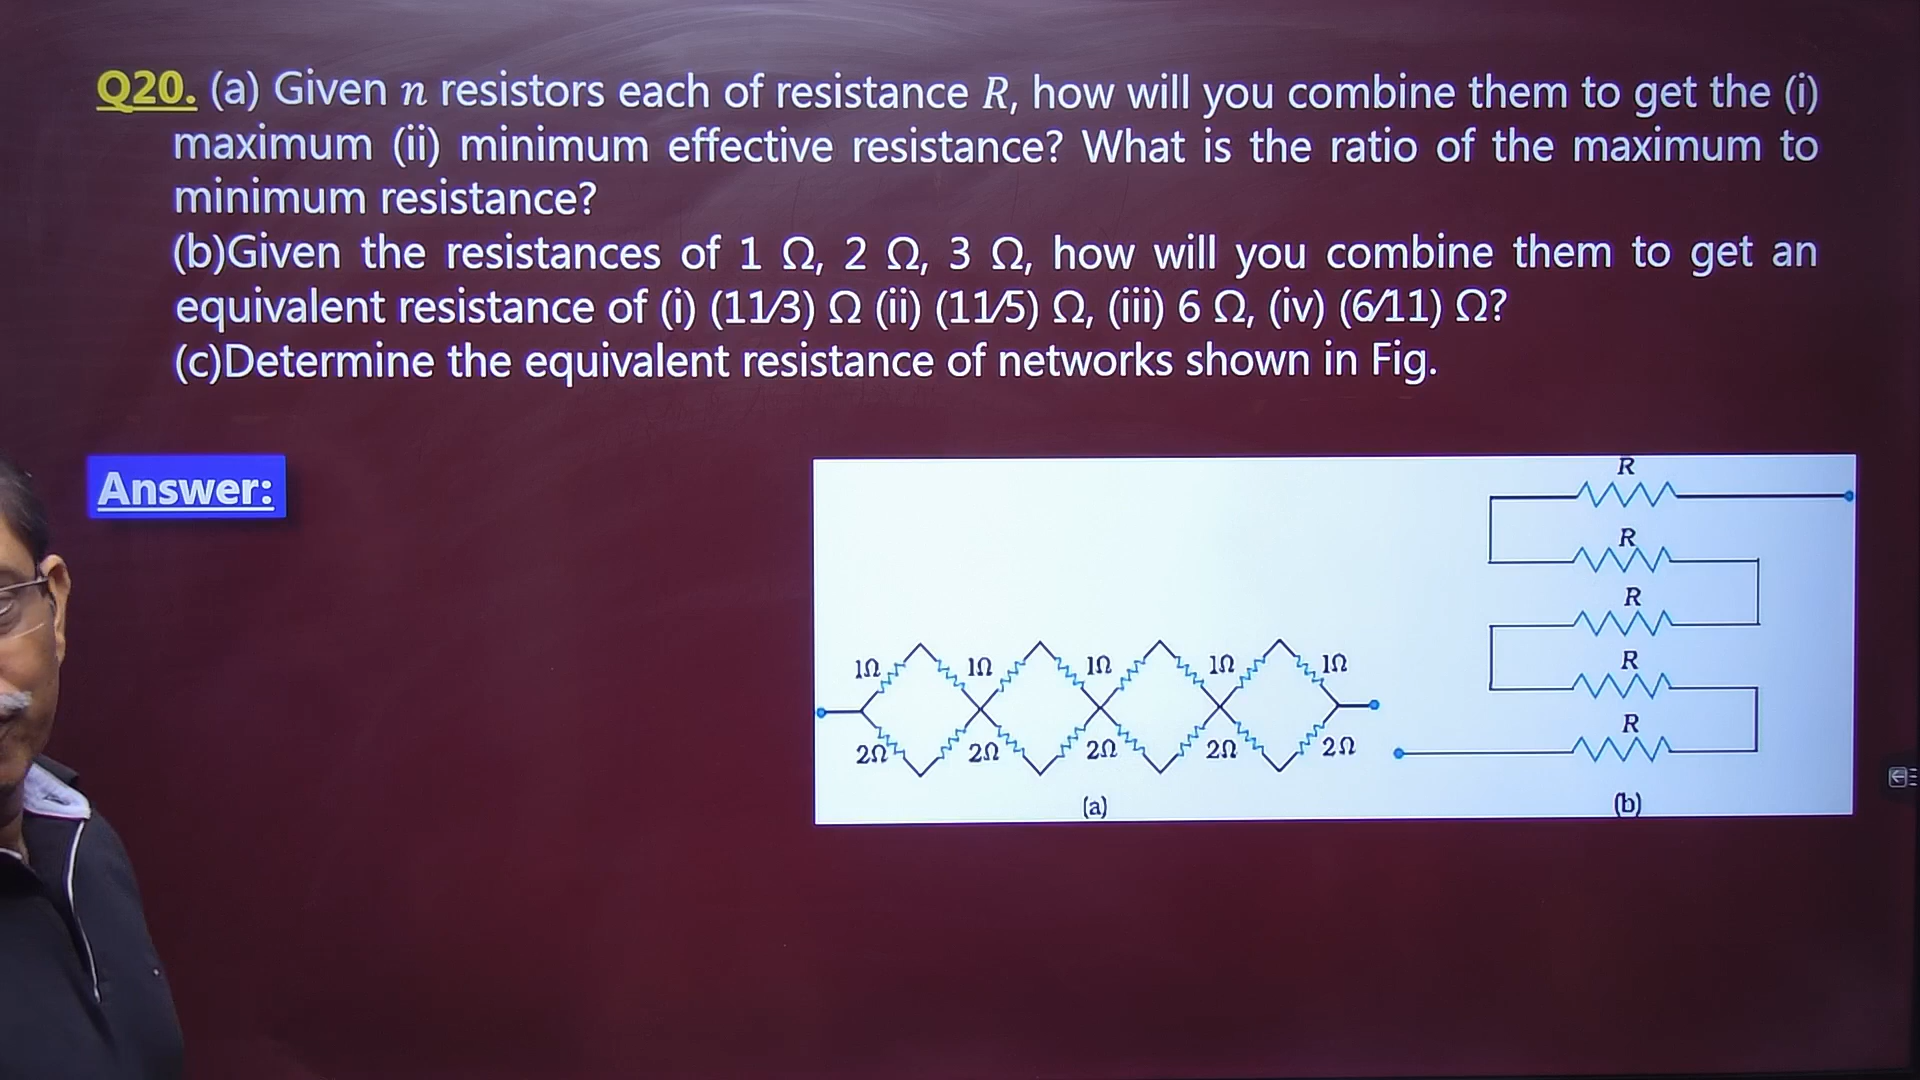 Q20. (a) Given n resistors each of resistance R, how will you combine them to get the (i)
maximum (ii) minimum effective resistance? What is the ratio of the maximum to
minimum resistance?
(b)Given the resistances of 1 Ω, 2 Ω, 3 Ω, how will you combine them to get an
equivalent resistance of (i) (11⁄3) Ω (ii) (11⁄5) Ω, (iii) 6 Ω, (iv) (6⁄11) Ω?
(c)Determine the equivalent resistance of networks shown in Fig.
Answer:
1Ω 1Ω 1Ω 1Ω 1Ω
2Ω 2Ω 2Ω 2Ω 2Ω
(a)
R
R
R
R
R
(b)